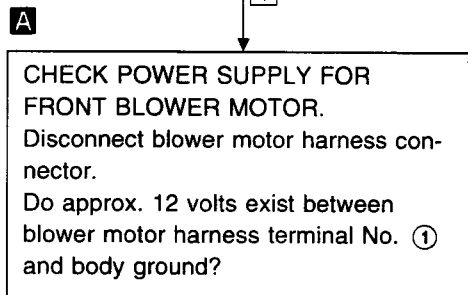 A
CHECK POWER SUPPLY FOR
FRONT BLOWER MOTOR.
Disconnect blower motor harness con-
nector.
Do approx. 12 volts exist between
blower motor harness terminal No. ①
and body ground?